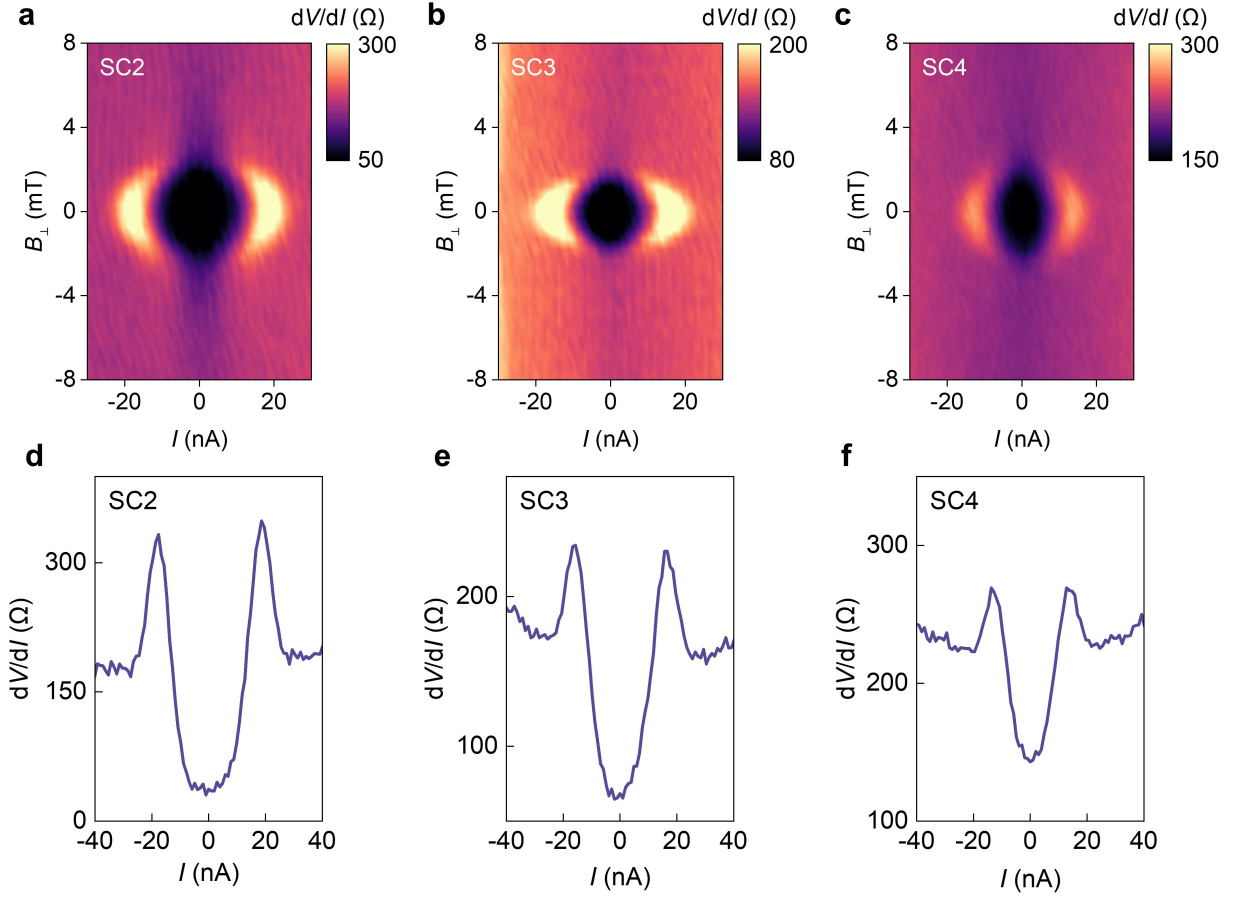 a
dV/dI (Ω)
SC2
300
50
8
4
0
-4
-8
B⊥ (mT)
-20 0 20
I (nA)
b
dV/dI (Ω)
SC3
200
80
8
4
0
-4
-8
B⊥ (mT)
-20 0 20
I (nA)
c
dV/dI (Ω)
SC4
300
150
8
4
0
-4
-8
B⊥ (mT)
-20 0 20
I (nA)
d
SC2
300
150
0
dV/dI (Ω)
-40 -20 0 20 40
I (nA)
e
SC3
200
100
dV/dI (Ω)
-40 -20 0 20 40
I (nA)
f
SC4
300
200
100
dV/dI (Ω)
-40 -20 0 20 40
I (nA)